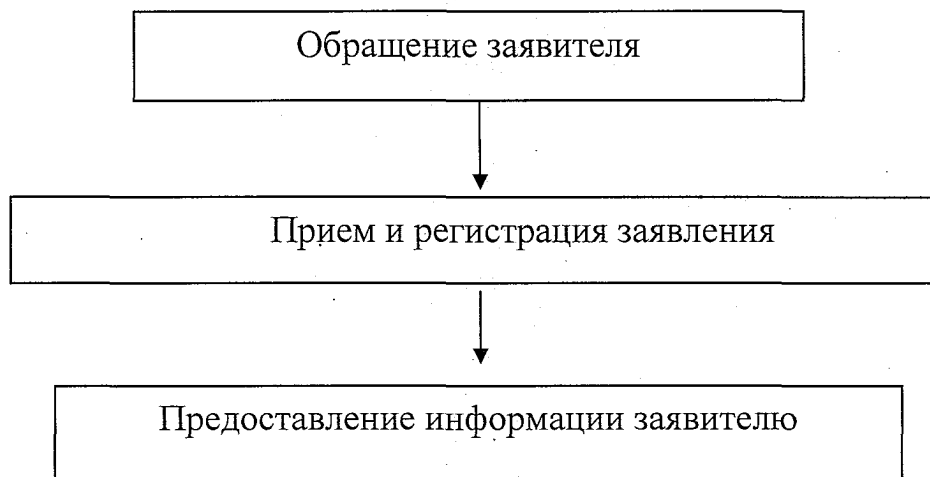 Обращение заявителя
Прием и регистрация заявления
Предоставление информации заявителю